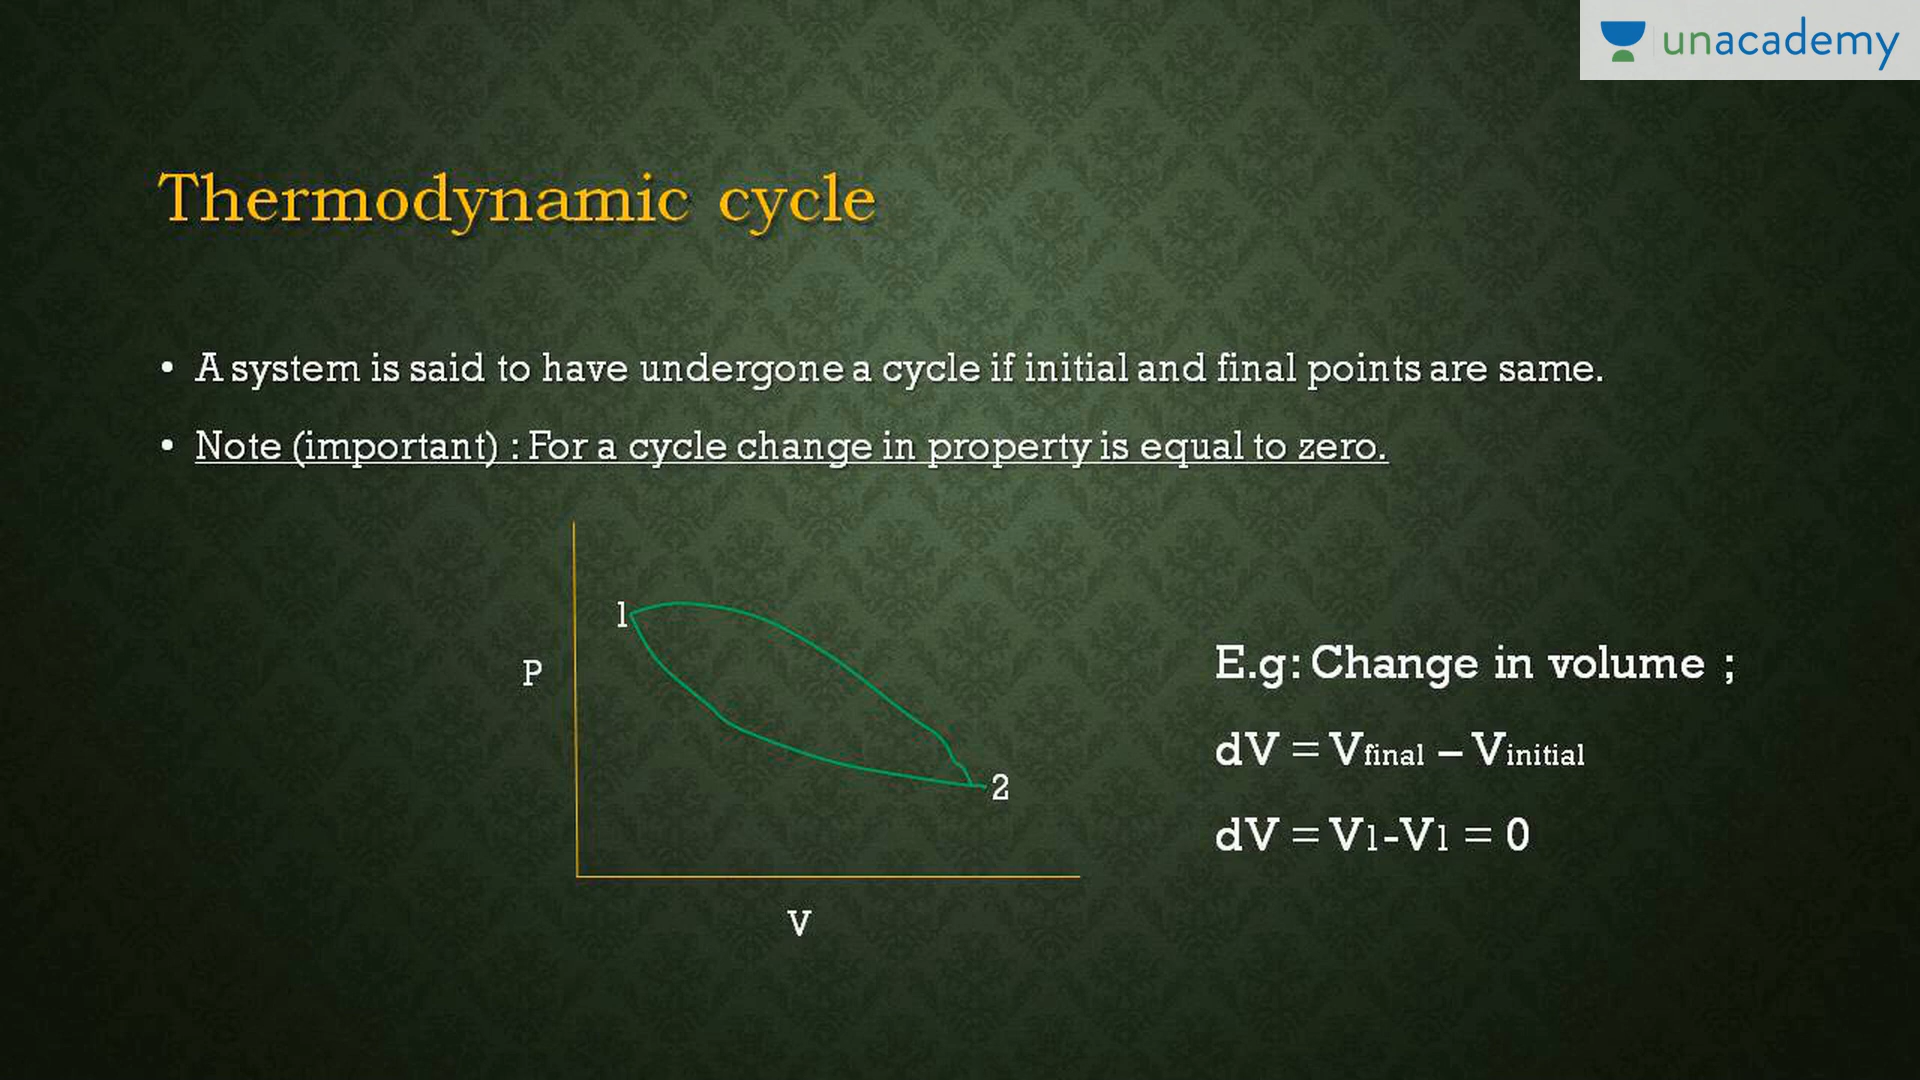 unacademy
Thermodynamic cycle
• A system is said to have undergone a cycle if initial and final points are same.
• Note (important) : For a cycle change in property is equal to zero.
1
P
2
V
E.g: Change in volume ;
dV = Vfinal – Vinitial
dV = V1-V1 = 0